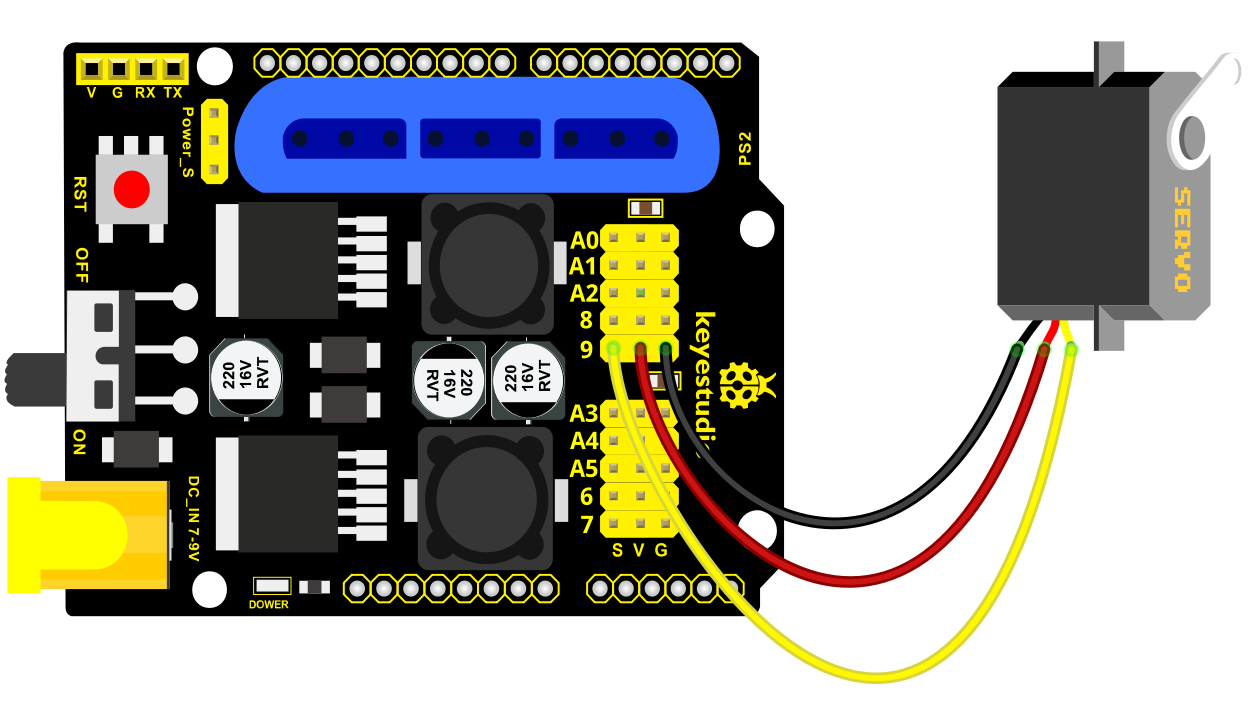 V G RX TX
Power_S
PS2
RST
OFF
ON
A0
A1
A2
8
9
A3
A4
A5
6
7
S V G
220
16V
RVT
220
16V
RVT
220
16V
RVT
DC_IN 7-9V
DOWER
SERVO